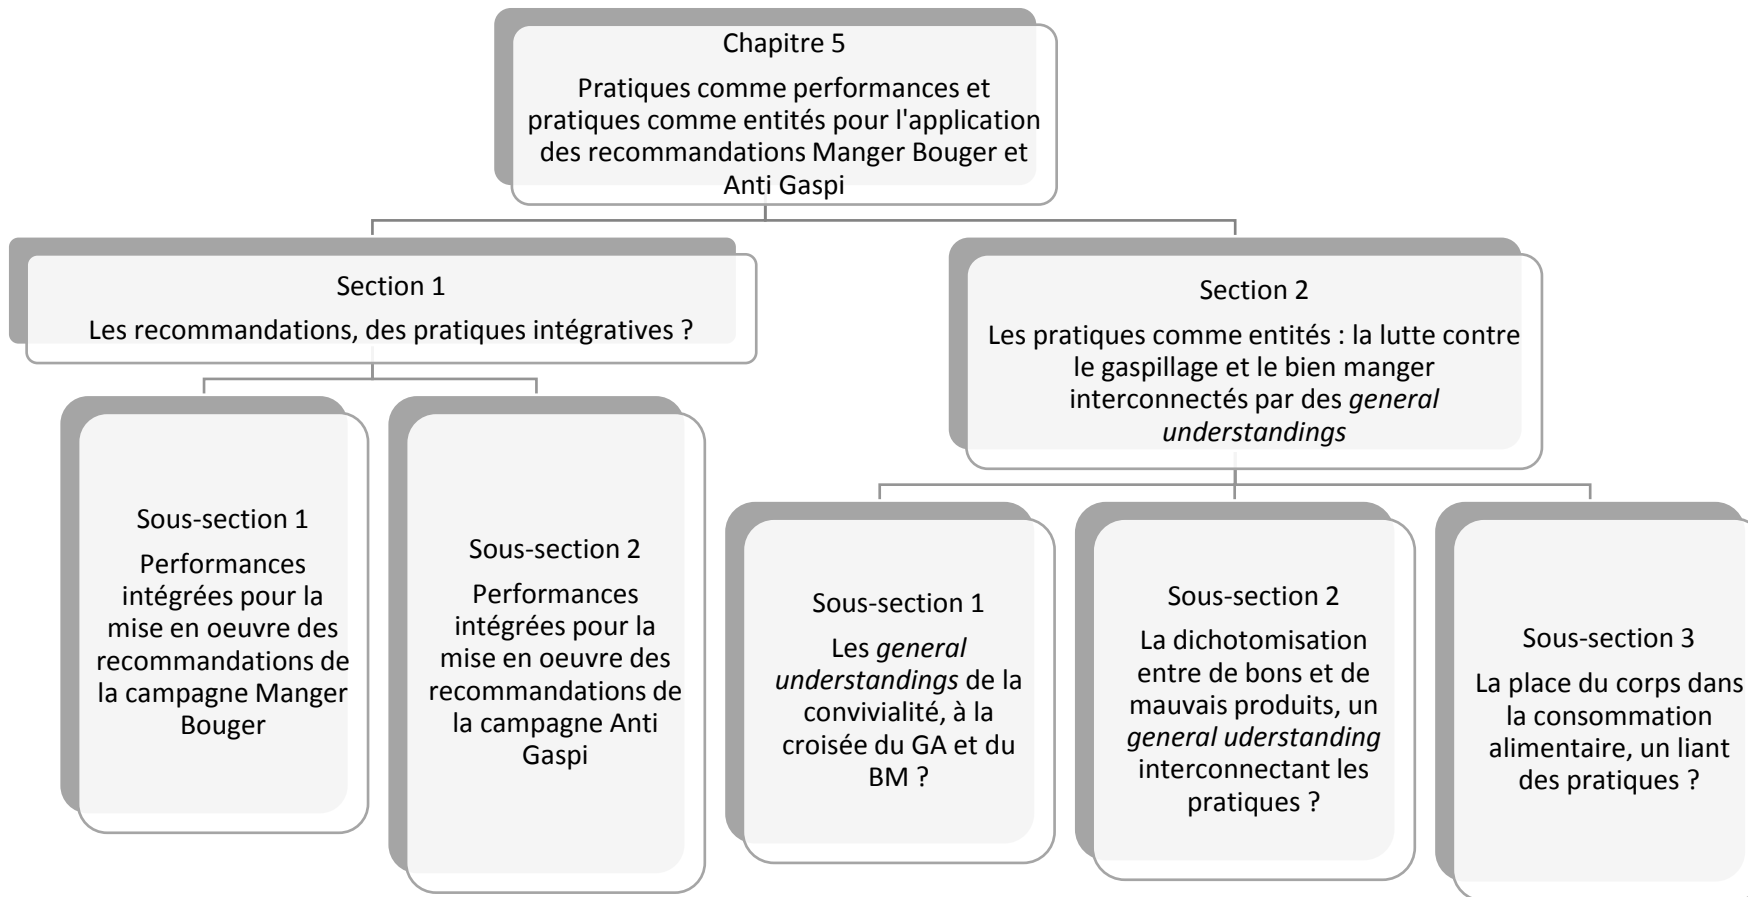 Chapitre 5
Pratiques comme performances et
pratiques comme entités pour l'application
des recommandations Manger Bouger et
Anti Gaspi
Section 1
Les recommandations, des pratiques intégratives ?
Sous-section 1
Performances
intégrées pour la
mise en oeuvre des
recommandations de
la campagne Manger
Bouger
Sous-section 2
Performances
intégrées pour la
mise en oeuvre des
recommandations de
la campagne Anti
Gaspi
Section 2
Les pratiques comme entités : la lutte contre
le gaspillage et le bien manger
interconnectés par des general
understandings
Sous-section 1
Les general
understandings de la
convivialité, à la
croisée du GA et du
BM ?
Sous-section 2
La dichotomisation
entre de bons et de
mauvais produits, un
general uderstanding
interconnectant les
pratiques ?
Sous-section 3
La place du corps dans
la consommation
alimentaire, un liant
des pratiques ?